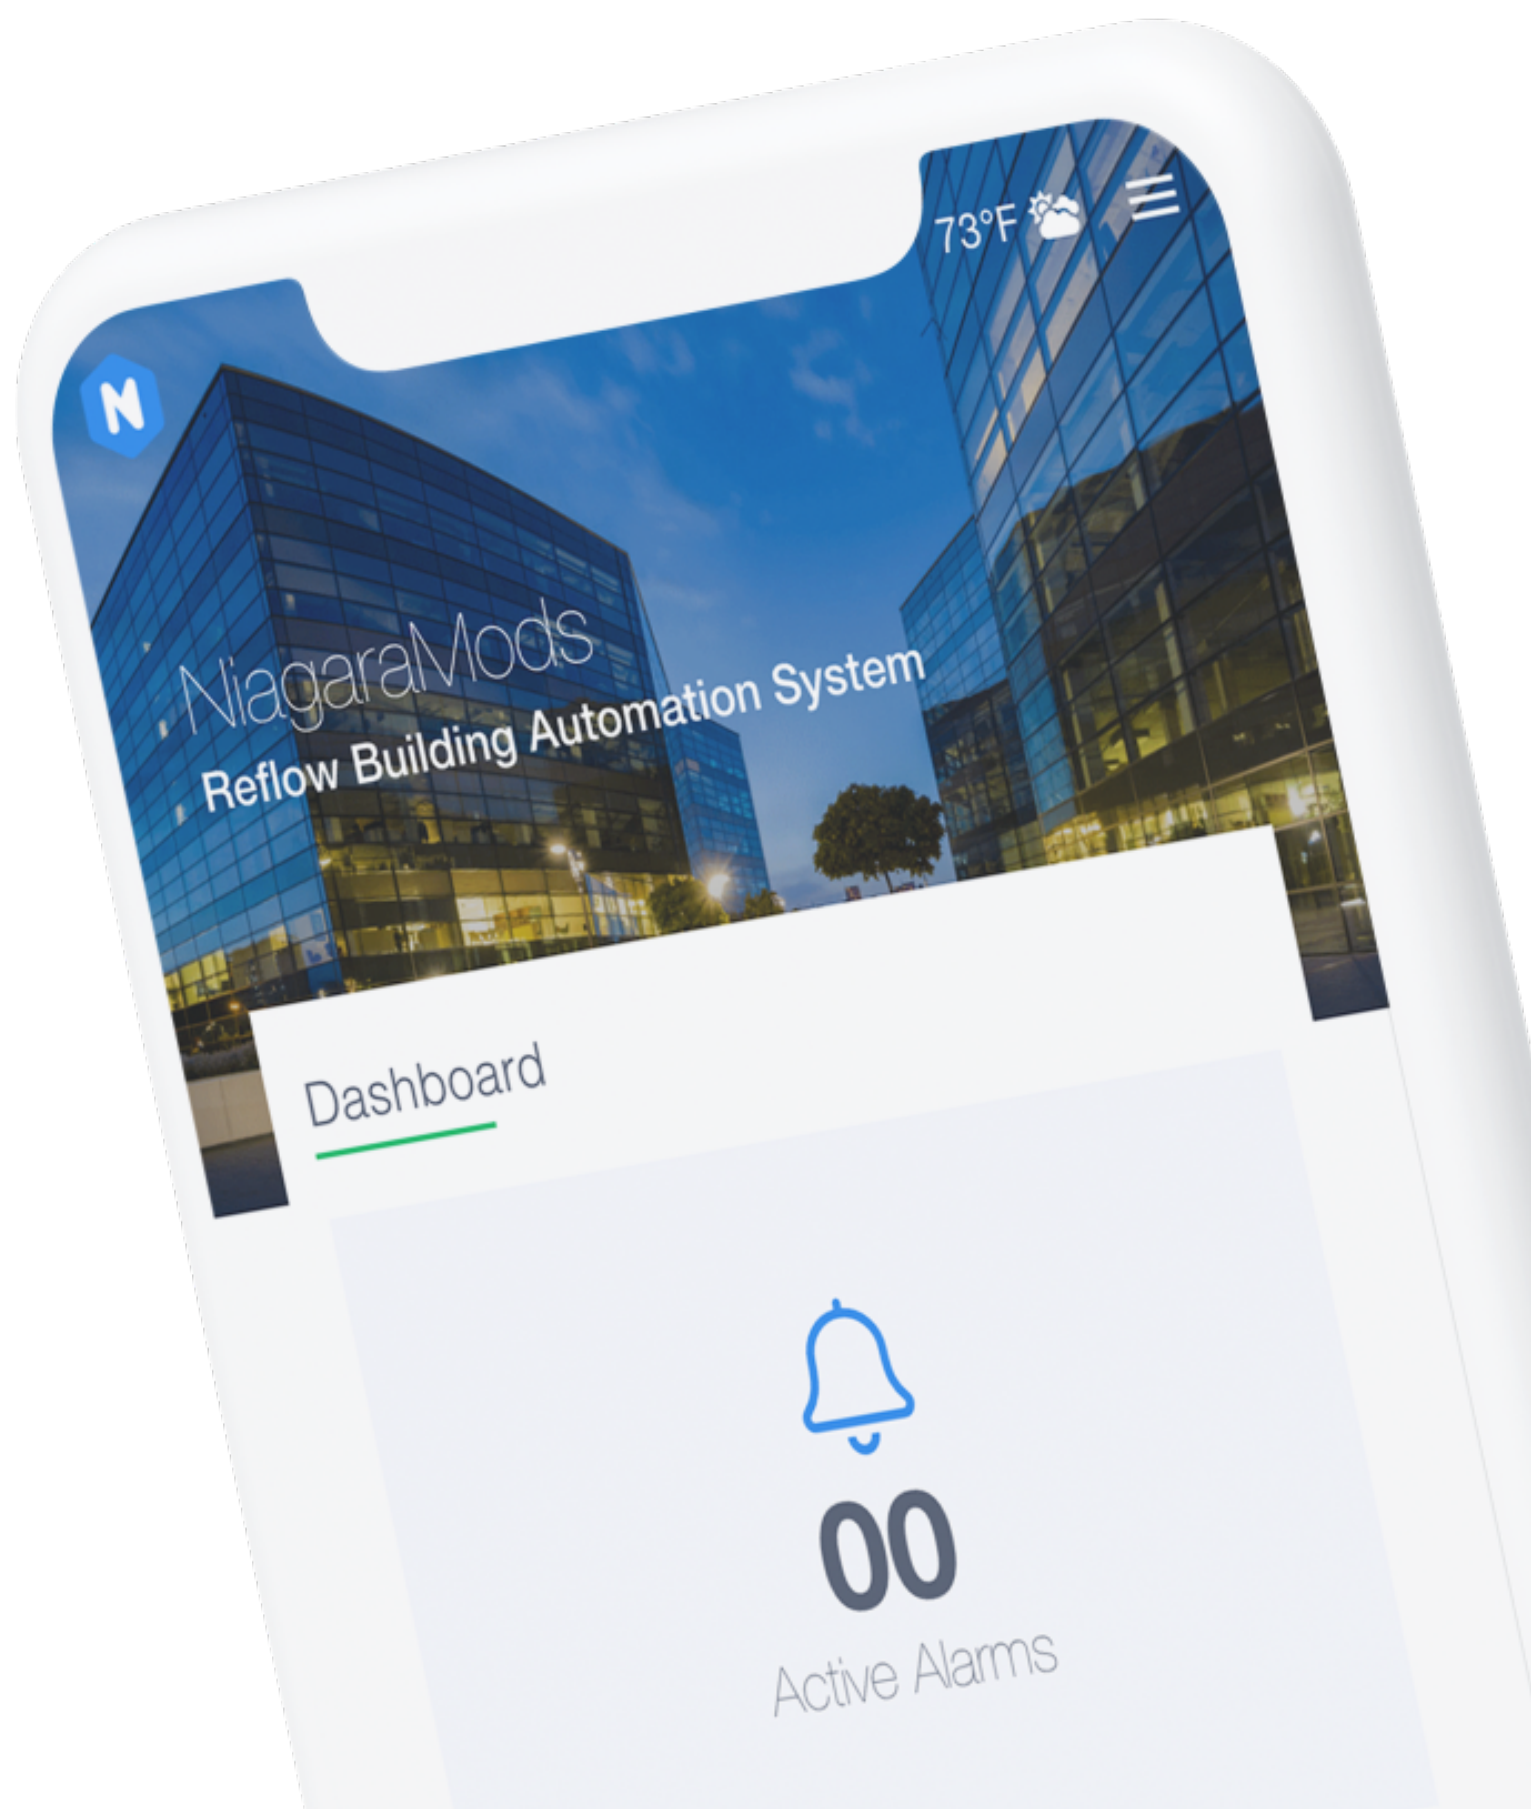 73°F
N
NiagaraMods
Reflow Building Automation System
Dashboard
00
Active Alarms